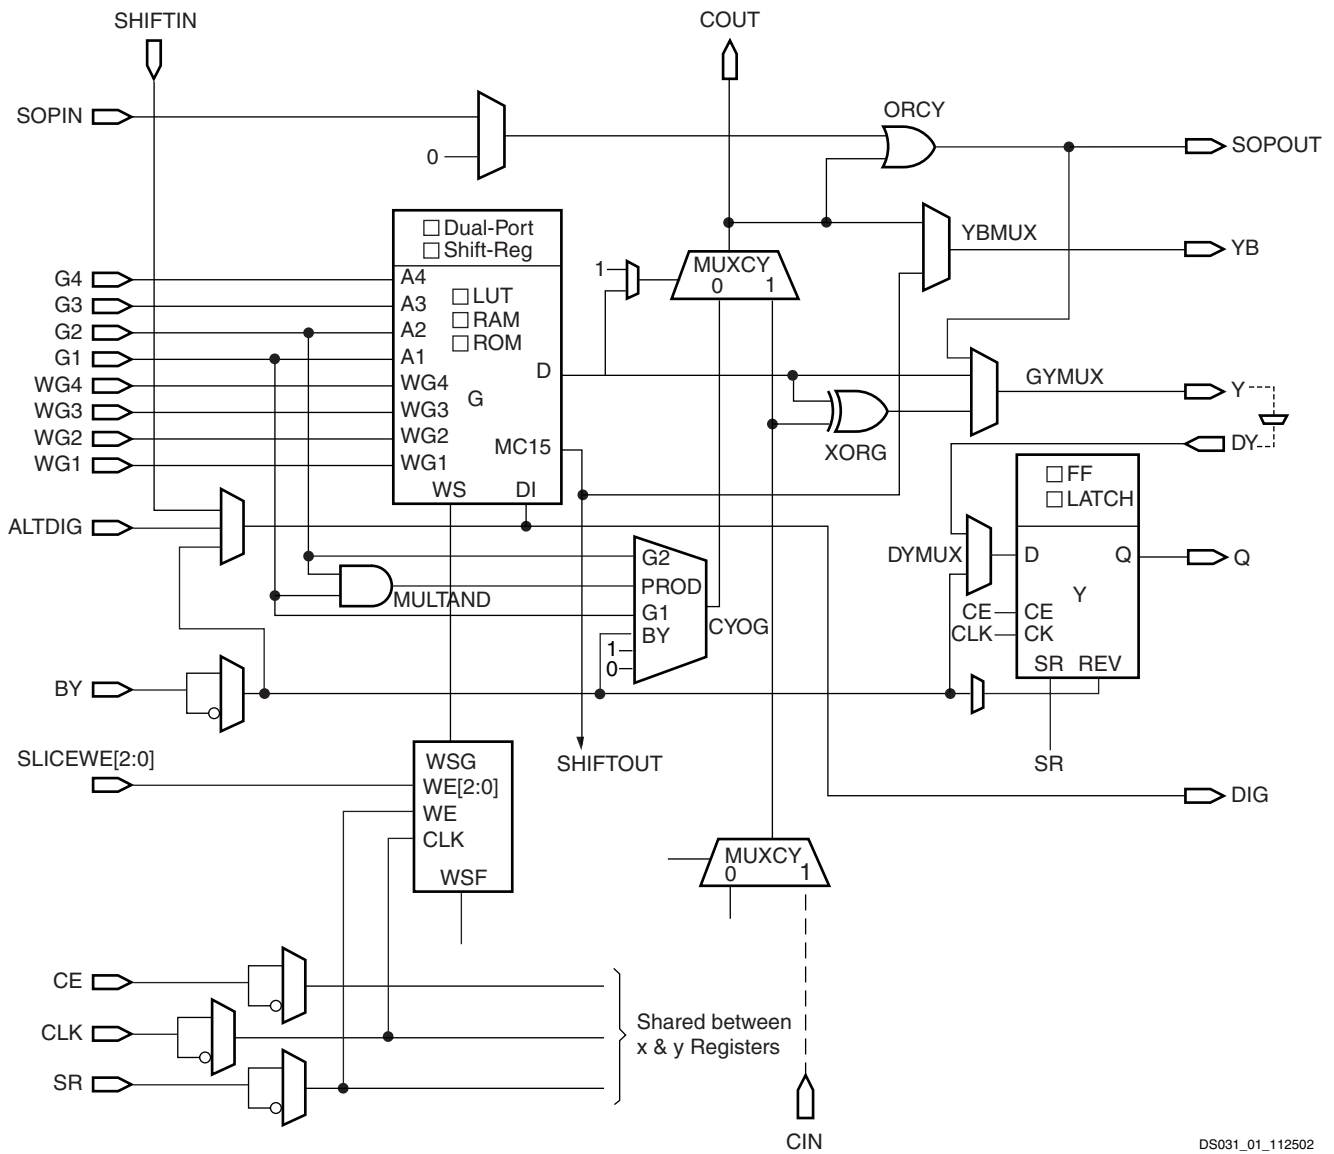 SHIFTIN
COUT
SOPIN
0
ORCY
SOPOUT
Dual-Port
Shift-Reg
YBMUX
YB
1
MUXCY
0 1
G4
G3
G2
G1
WG4
WG3
WG2
WG1
A4
A3
A2
A1
WG4
WG3
WG2
WG1
LUT
RAM
ROM
D
G
MC15
WS
DI
GYMUX
Y
XORG
DY
FF
LATCH
ALTDIG
DYMUX
D
Q
Q
Y
CE
CE
CLK
CK
SR
REV
G2
PROD
G1
BY
1
0
MULTAND
CYOG
BY
SLICEWE[2:0]
WSG
WE[2:0]
WE
CLK
WSF
SHIFTOUT
SR
DIG
MUXCY
0 1
CE
CLK
SR
Shared between
x & y Registers
CIN
DS031_01_112502